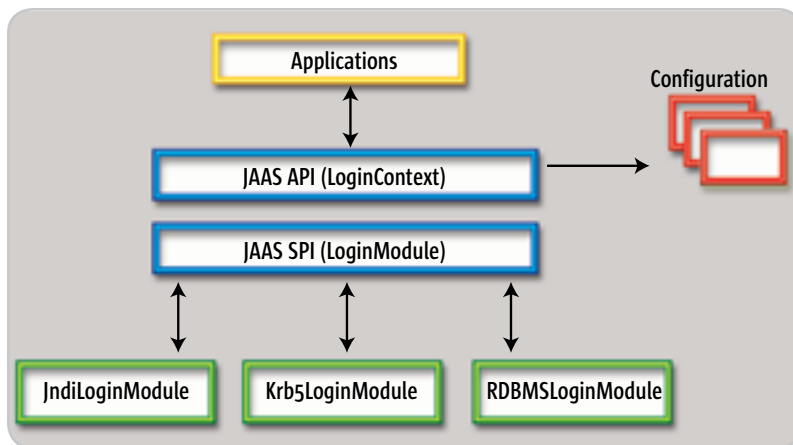 Applications
Configuration
JAAS API (LoginContext)
JAAS SPI (LoginModule)
JndiLoginModule
Krb5LoginModule
RDBMSLoginModule